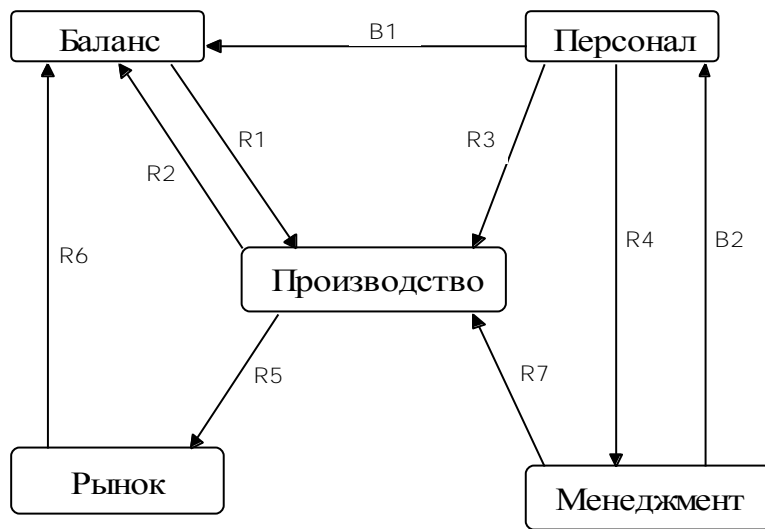 Баланс
B1
Персонал
R1
R2
R3
R4
B2
R6
Производство
R5
R7
Рынок
Менеджмент